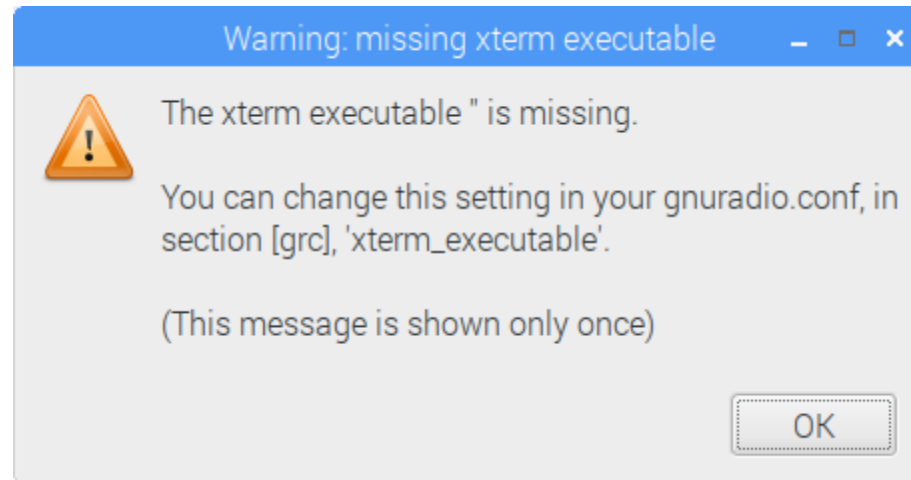 Warning: missing xterm executable
The xterm executable '' is missing.
You can change this setting in your gnuradio.conf, in
section [grc], 'xterm_executable'.
(This message is shown only once)
OK